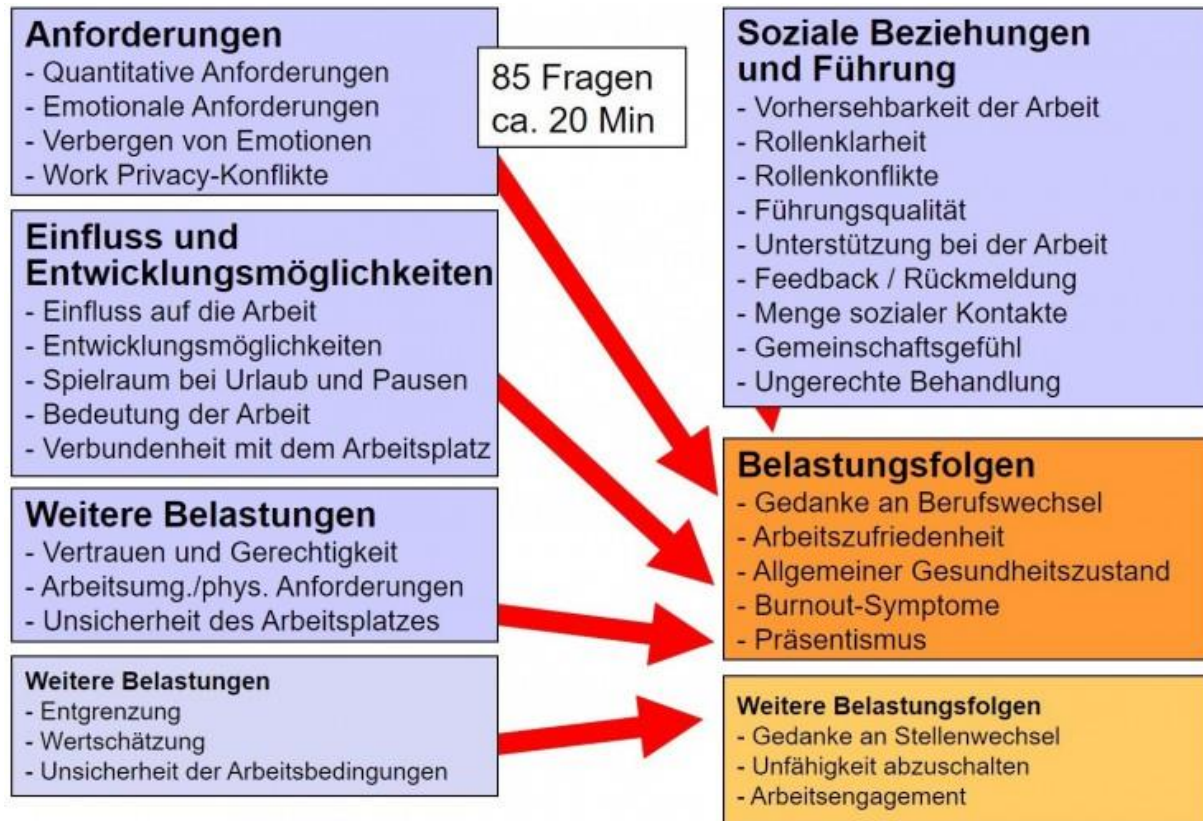 Anforderungen
- Quantitative Anforderungen
- Emotionale Anforderungen
- Verbergen von Emotionen
- Work Privacy-Konflikte
85 Fragen
ca. 20 Min
Einfluss und
Entwicklungsmöglichkeiten
- Einfluss auf die Arbeit
- Entwicklungsmöglichkeiten
- Spielraum bei Urlaub und Pausen
- Bedeutung der Arbeit
- Verbundenheit mit dem Arbeitsplatz
Weitere Belastungen
- Vertrauen und Gerechtigkeit
- Arbeitsumg./phys. Anforderungen
- Unsicherheit des Arbeitsplatzes
Weitere Belastungen
- Entgrenzung
- Wertschätzung
- Unsicherheit der Arbeitsbedingungen
Soziale Beziehungen
und Führung
- Vorhersehbarkeit der Arbeit
- Rollenklarheit
- Rollenkonflikte
- Führungsqualität
- Unterstützung bei der Arbeit
- Feedback / Rückmeldung
- Menge sozialer Kontakte
- Gemeinschaftsgefühl
- Ungerechte Behandlung
Belastungsfolgen
- Gedanke an Berufswechsel
- Arbeitszufriedenheit
- Allgemeiner Gesundheitszustand
- Burnout-Symptome
- Präsentismus
Weitere Belastungsfolgen
- Gedanke an Stellenwechsel
- Unfähigkeit abzuschalten
- Arbeitsengagement